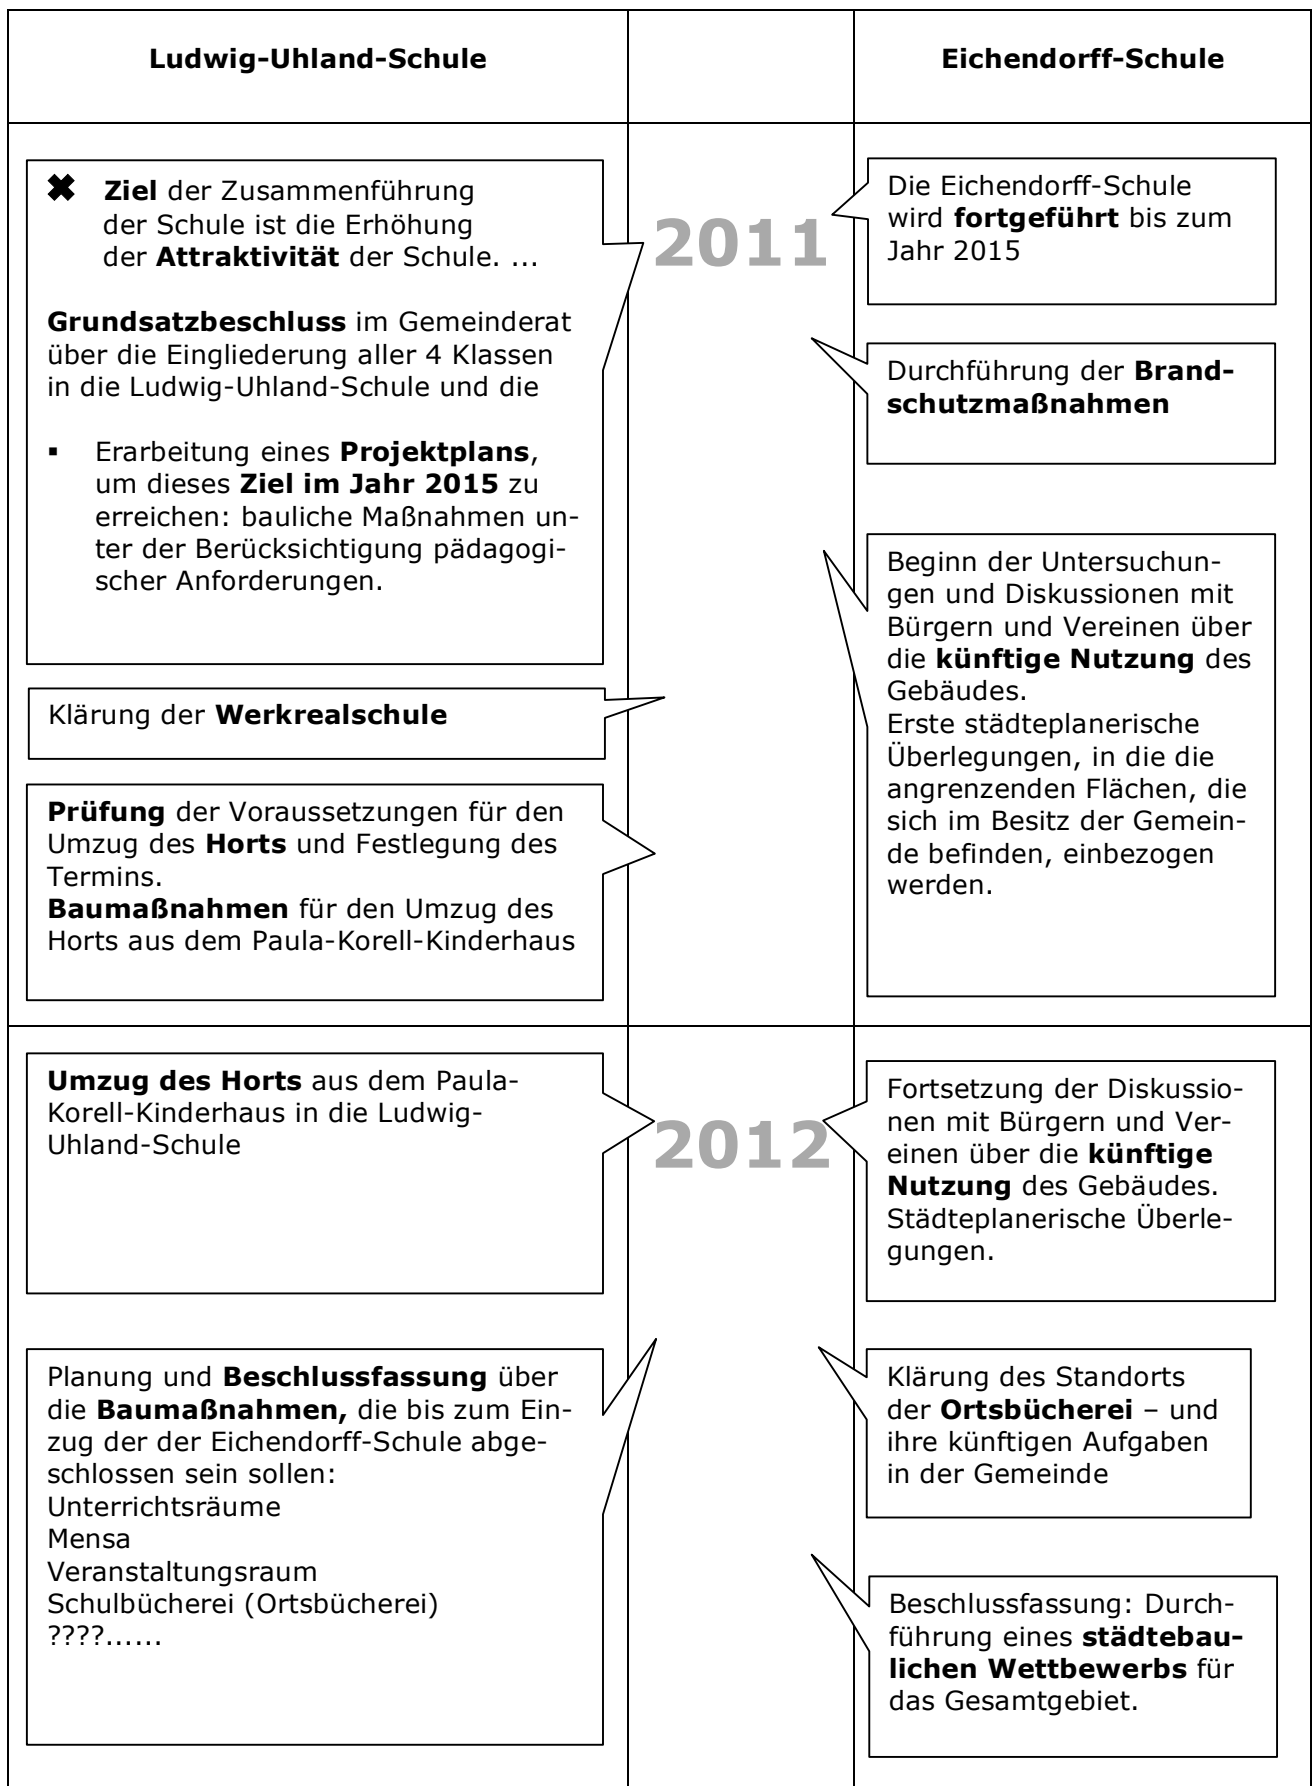 Ludwig-Uhland-Schule
Eichendorff-Schule
✖ Ziel der Zusammenführung
der Schule ist die Erhöhung
der Attraktivität der Schule. ...
Grundsatzbeschluss im Gemeinderat
über die Eingliederung aller 4 Klassen
in die Ludwig-Uhland-Schule und die
▪ Erarbeitung eines Projektplans,
um dieses Ziel im Jahr 2015 zu
erreichen: bauliche Maßnahmen un-
ter der Berücksichtigung pädagogi-
scher Anforderungen.
Klärung der Werkrealschule
Prüfung der Voraussetzungen für den
Umzug des Horts und Festlegung des
Termins.
Baumaßnahmen für den Umzug des
Horts aus dem Paula-Korell-Kinderhaus
2011
Die Eichendorff-Schule
wird fortgeführt bis zum
Jahr 2015
Durchführung der Brand-
schutzmaßnahmen
Beginn der Untersuchun-
gen und Diskussionen mit
Bürgern und Vereinen über
die künftige Nutzung des
Gebäudes.
Erste städteplanerische
Überlegungen, in die die
angrenzenden Flächen, die
sich im Besitz der Gemein-
de befinden, einbezogen
werden.
Umzug des Horts aus dem Paula-
Korell-Kinderhaus in die Ludwig-
Uhland-Schule
Planung und Beschlussfassung über
die Baumaßnahmen, die bis zum Ein-
zug der der Eichendorff-Schule abge-
schlossen sein sollen:
Unterrichtsräume
Mensa
Veranstaltungsraum
Schulbücherei (Ortsbücherei)
????......
2012
Fortsetzung der Diskussio-
nen mit Bürgern und Ver-
einen über die künftige
Nutzung des Gebäudes.
Städteplanerische Überle-
gungen.
Klärung des Standorts
der Ortsbücherei – und
ihre künftigen Aufgaben
in der Gemeinde
Beschlussfassung: Durch-
führung eines städtebau-
lichen Wettbewerbs für
das Gesamtgebiet.